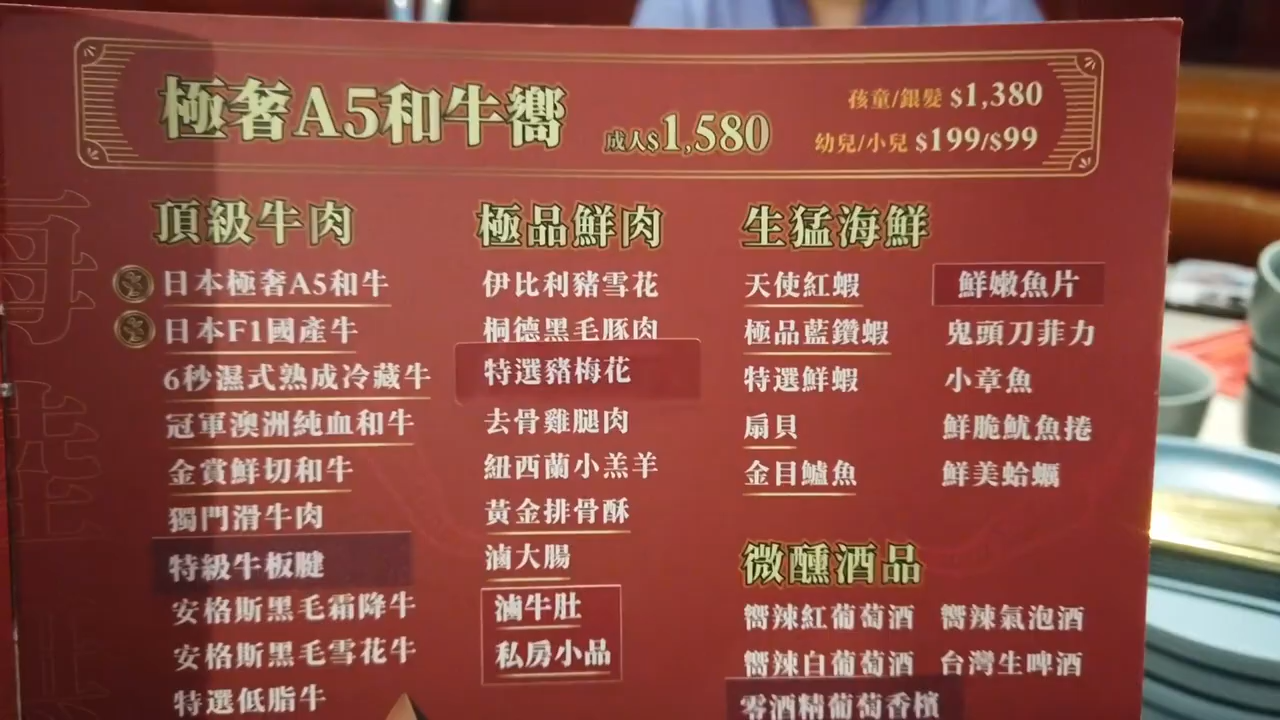 極奢A5和牛嚮 成人$1,580
孩童/銀髮 $1,380
幼兒/小兒 $199/$99
頂級牛肉
日本極奢A5和牛
日本F1國產牛
6秒濕式熟成冷藏牛
冠軍澳洲純血和牛
金賞鮮切和牛
獨門滑牛肉
特級牛板腱
安格斯黑毛霜降牛
安格斯黑毛雪花牛
特選低脂牛
極品鮮肉
伊比利豬雪花
桐德黑毛豚肉
特選豬梅花
去骨雞腿肉
紐西蘭小羔羊
黃金排骨酥
滷大腸
滷牛肚
私房小品
生猛海鮮
天使紅蝦
極品藍鑽蝦
特選鮮蝦
扇貝
金目鱸魚
鮮嫩魚片
鬼頭刀菲力
小章魚
鮮脆魷魚捲
鮮美蛤蠣
微醺酒品
嚮辣紅葡萄酒
嚮辣白葡萄酒
零酒精葡萄香檳
嚮辣氣泡酒
台灣生啤酒